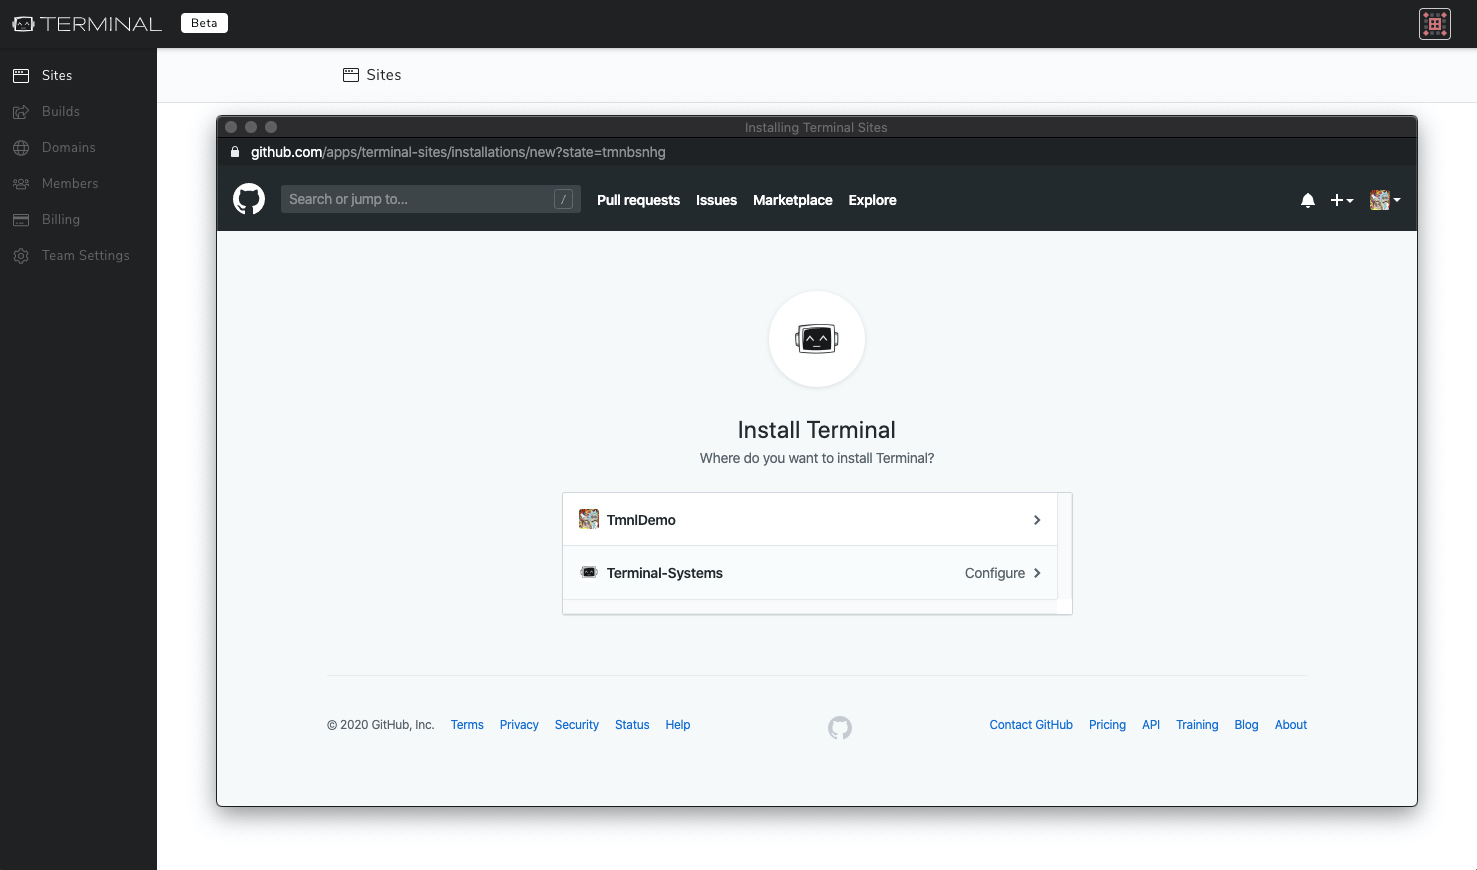 TERMINAL Beta
Sites
Builds
Domains
Members
Billing
Team Settings
Sites
Installing Terminal Sites
github.com/apps/terminal-sites/installations/new?state=tmnbsnhg
Search or jump to... / Pull requests Issues Marketplace Explore
Install Terminal
Where do you want to install Terminal?
TmnlDemo
Terminal-Systems Configure
© 2020 GitHub, Inc. Terms Privacy Security Status Help Contact GitHub Pricing API Training Blog About